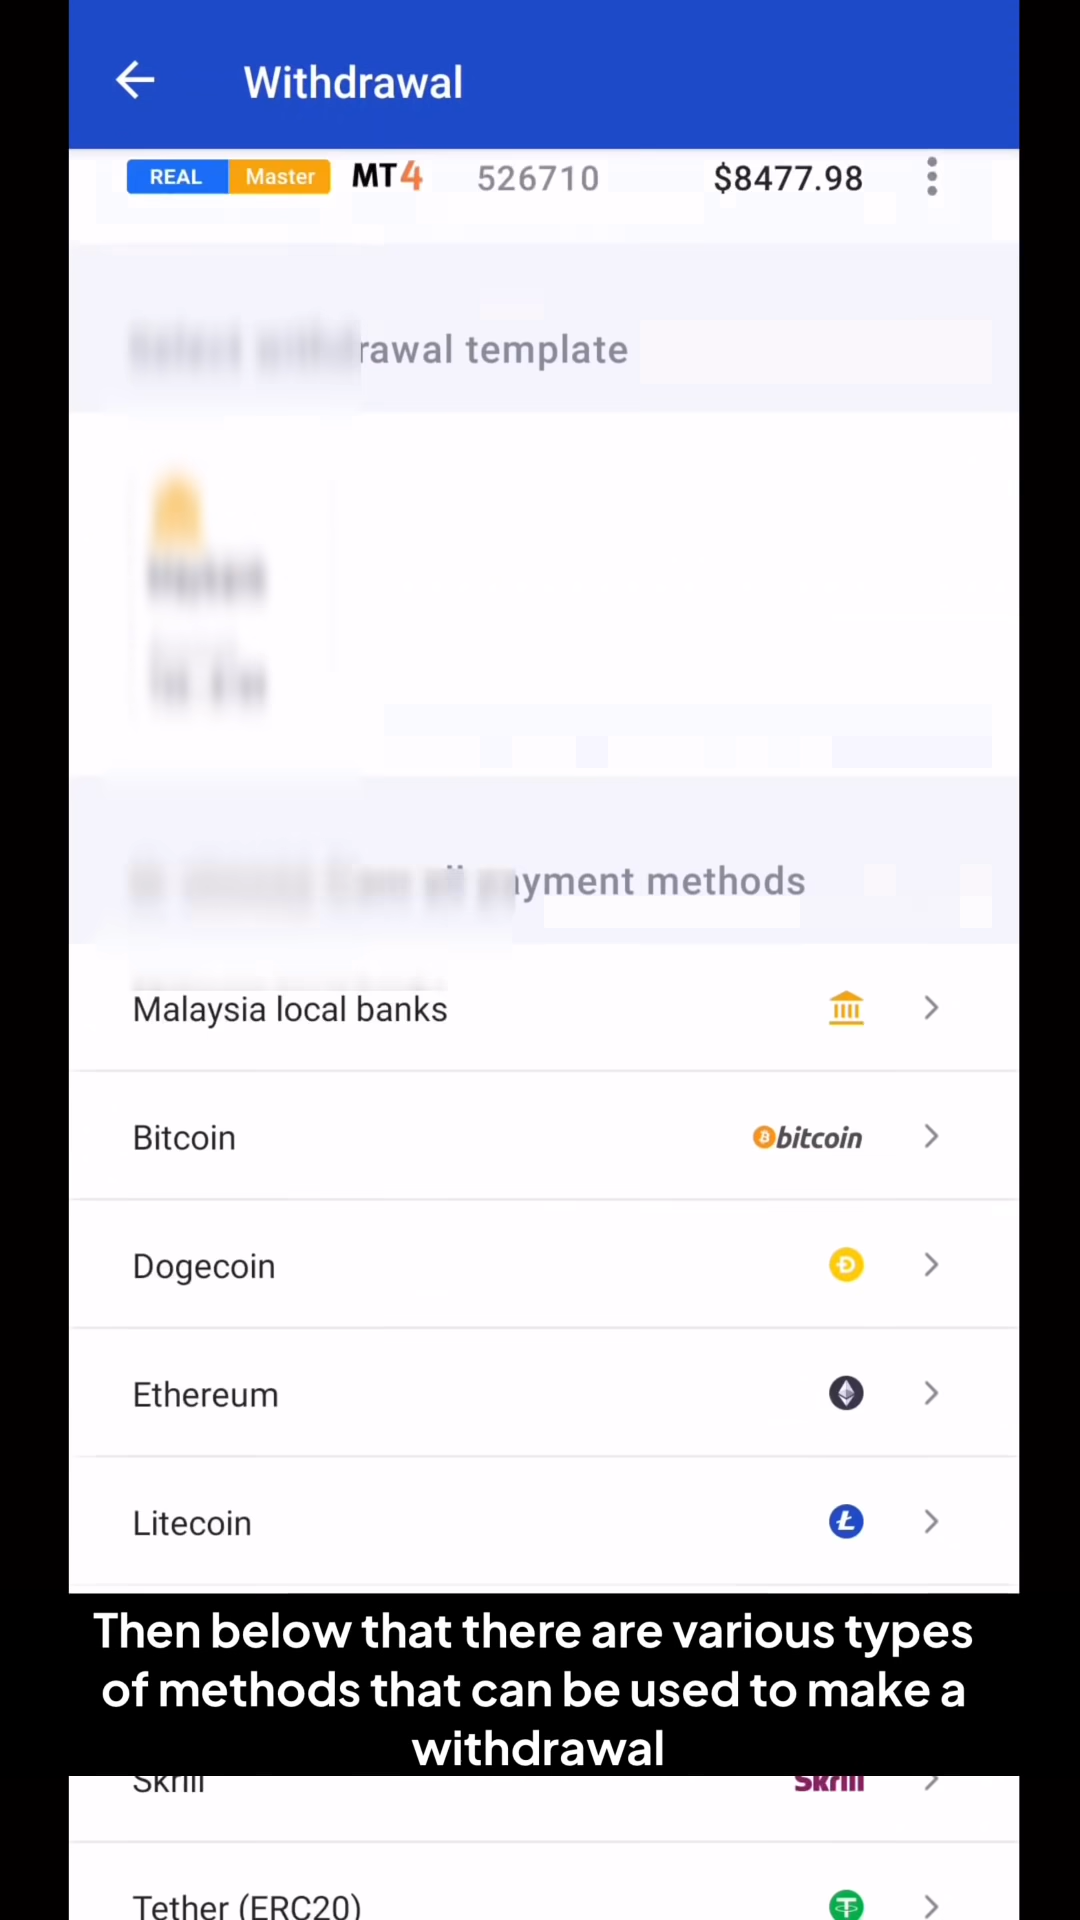 Withdrawal
REAL Master MT4 526710 $8477.98
rawal template
yment methods
Malaysia local banks
Bitcoin bitcoin
Dogecoin
Ethereum
Litecoin
Then below that there are various types
of methods that can be used to make a
withdrawal
Skrill Skrill
Tether (ERC20)